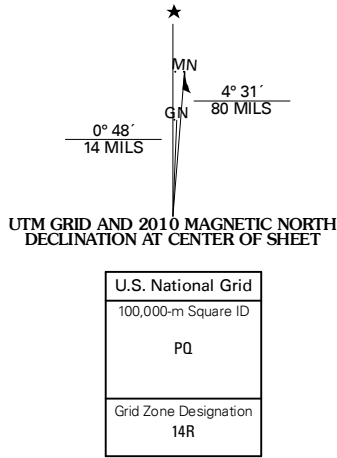 MN
4° 31´
80 MILS
GN
0° 48´
14 MILS
UTM GRID AND 2010 MAGNETIC NORTH
DECLINATION AT CENTER OF SHEET
U.S. National Grid
100,000-m Square ID
PQ
Grid Zone Designation
14R